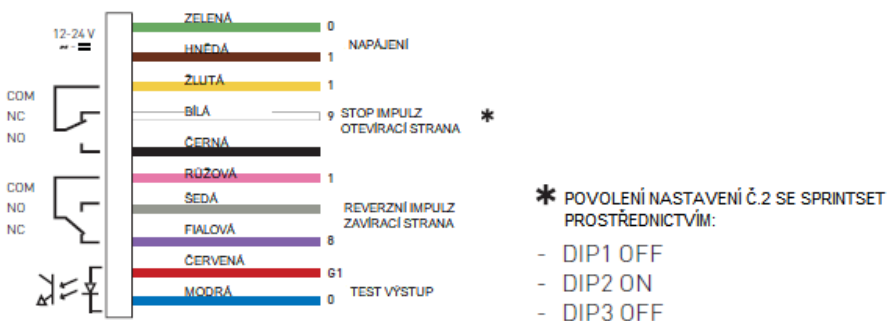 12-24 V
ZELENÁ 0
NAPÁJENÍ
HNĚDÁ 1
ŽLUTÁ 1
COM
NC
NO
BÍLÁ 9 STOP IMPULZ
OTEVÍRACÍ STRANA *
ČERNÁ
RŮŽOVÁ 1
COM
NO
NC
ŠEDÁ
REVERZNÍ IMPULZ
ZAVÍRACÍ STRANA
FIALOVÁ 8
ČERVENÁ G1
TEST VÝSTUP
MODRÁ 0
* POVOLENÍ NASTAVENÍ Č.2 SE SPRINTSET
PROSTŘEDNICTVÍM:
- DIP1 OFF
- DIP2 ON
- DIP3 OFF